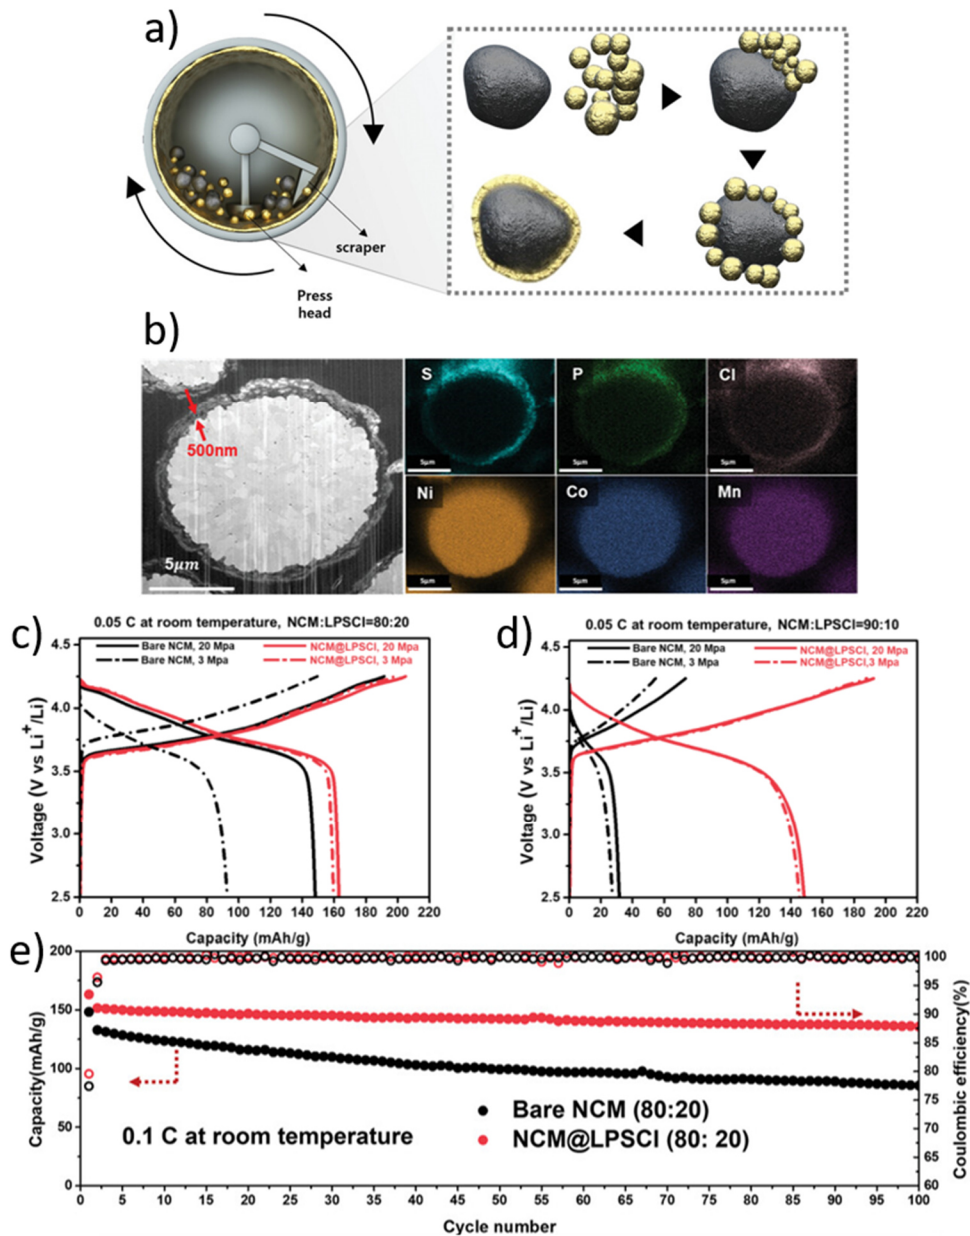 a)
scraper
Press
head
b)
500nm
5μm
S
5μm
P
5μm
Cl
5μm
Ni
5μm
Co
5μm
Mn
5μm
c)
0.05 C at room temperature, NCM:LPSCl=80:20
Bare NCM, 20 Mpa
Bare NCM, 3 Mpa
NCM@LPSCl, 20 Mpa
NCM@LPSCl, 3 Mpa
Voltage (V vs Li+/Li)
4.5
4.0
3.5
3.0
2.5
0 20 40 60 80 100 120 140 160 180 200 220
Capacity (mAh/g)
d)
0.05 C at room temperature, NCM:LPSCl=90:10
Bare NCM, 20 Mpa
Bare NCM, 3 Mpa
NCM@LPSCl, 20 Mpa
NCM@LPSCl,3 Mpa
Voltage (V vs Li+/Li)
4.5
4.0
3.5
3.0
2.5
0 20 40 60 80 100 120 140 160 180 200 220
Capacity (mAh/g)
e)
Capacity(mAh/g)
200
150
100
50
0
0.1 C at room temperature
Bare NCM (80:20)
NCM@LPSCl (80: 20)
100
95
90
85
80
75
70
65
60
Coulombic efficiency(%)
0 5 10 15 20 25 30 35 40 45 50 55 60 65 70 75 80 85 90 95 100
Cycle number